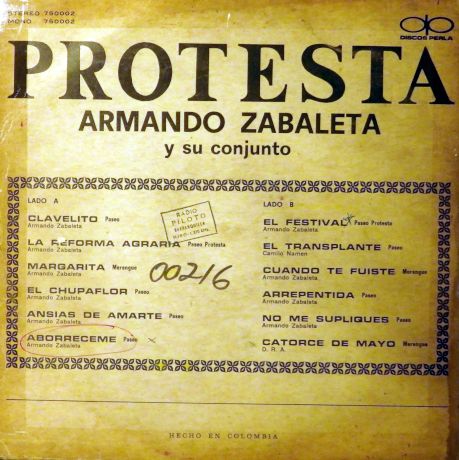 STEREO 750002
MONO 750002
dp
DISCOS PERLA
PROTESTA
ARMANDO ZABALETA
y su conjunto
LADO A
CLAVELITO Paseo
Armando Zabaleta
LA REFORMA AGRARIA Paseo Protesta
Armando Zabaleta
MARGARITA Merengue
Armando Zabaleta
EL CHUPAFLOR Paseo
Armando Zabaleta
ANSIAS DE AMARTE Paseo
Armando Zabaleta
ABORRECEME Paseo
Armando Zabaleta
RADIO
PILOTO
BARRANQUILLA
00216
LADO B
EL FESTIVAL Paseo Protesta
Armando Zabaleta
EL TRANSPLANTE Paseo
Camilo Namen
CUANDO TE FUISTE Merengue
Armando Zabaleta
ARREPENTIDA Paseo
Armando Zabaleta
NO ME SUPLIQUES Paseo
Armando Zabaleta
CATORCE DE MAYO Merengue
D. R. A.
HECHO EN COLOMBIA